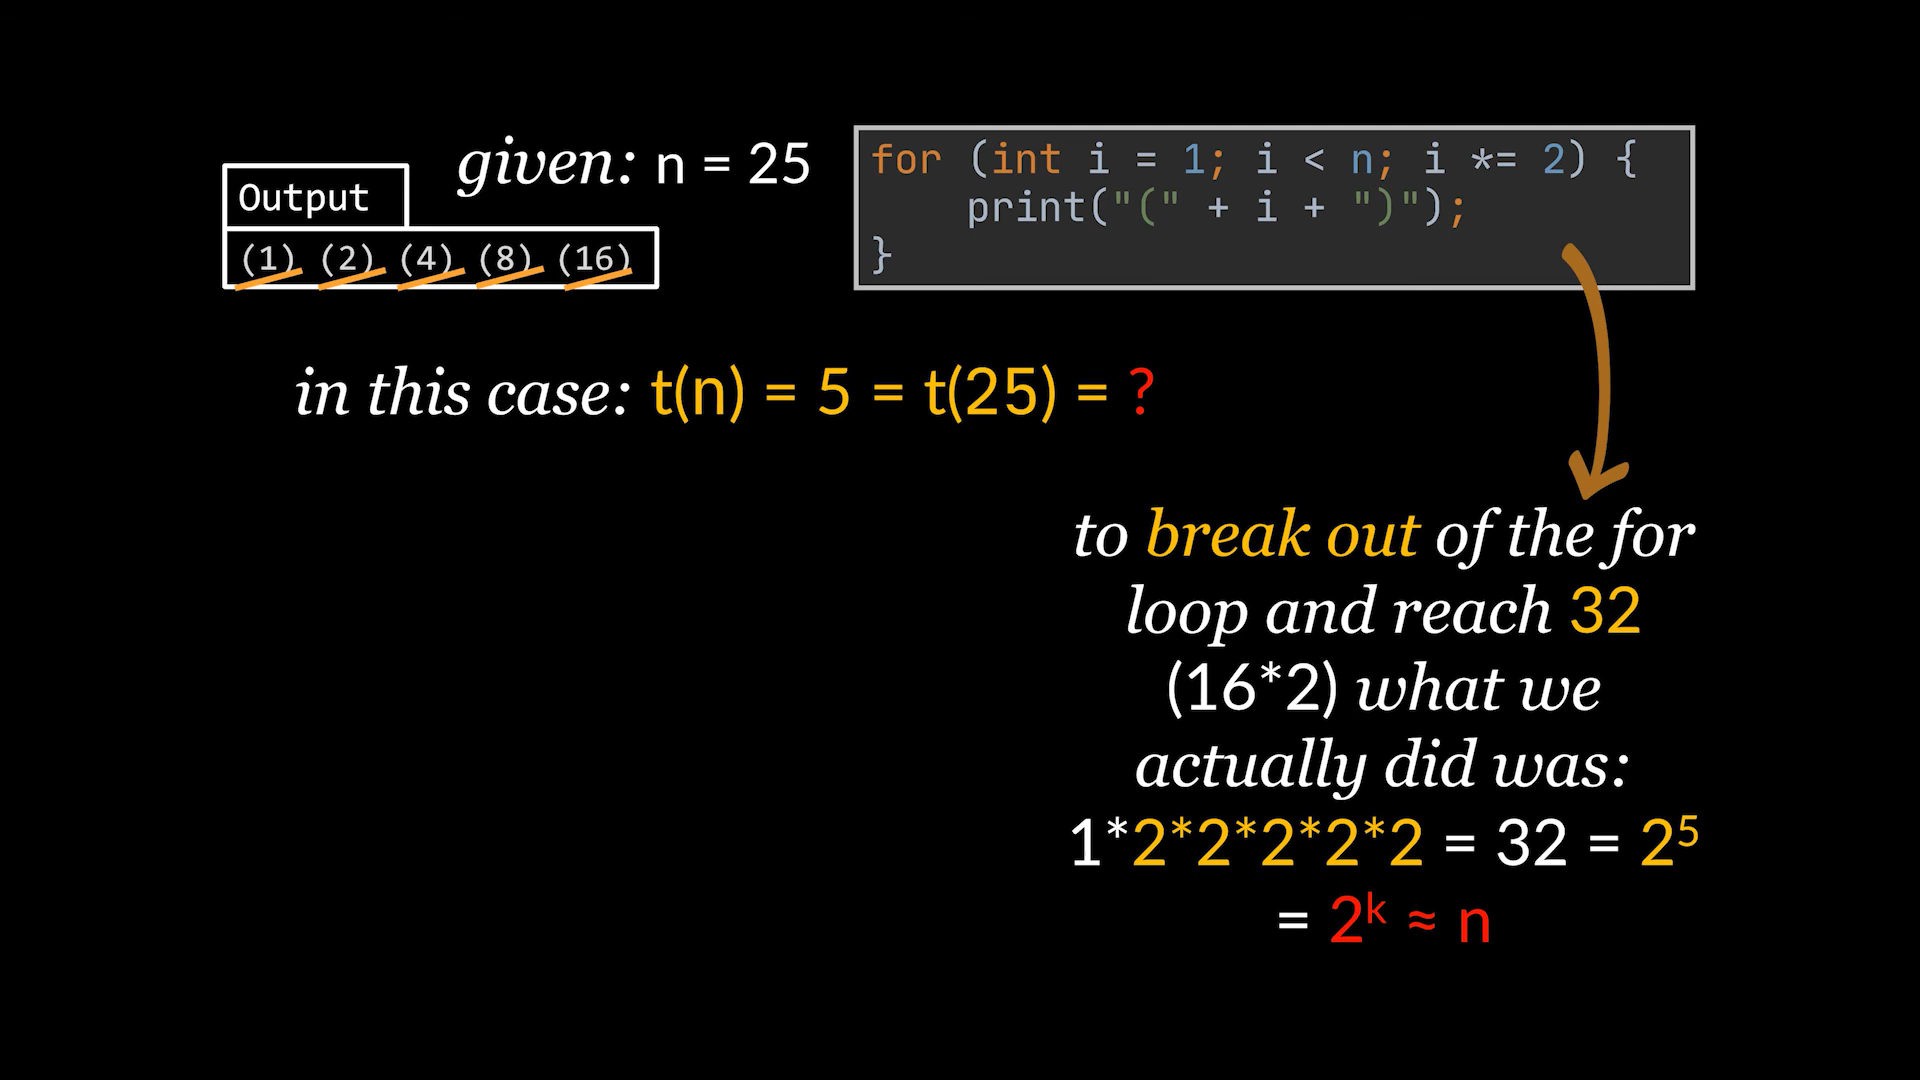 given: n = 25
Output
(1) (2) (4) (8) (16)
for (int i = 1; i < n; i *= 2) {
print("(" + i + ")");
}
in this case: t(n) = 5 = t(25) = ?
to break out of the for
loop and reach 32
(16*2) what we
actually did was:
1*2*2*2*2*2 = 32 = 2⁵
= 2ᵏ ≈ n